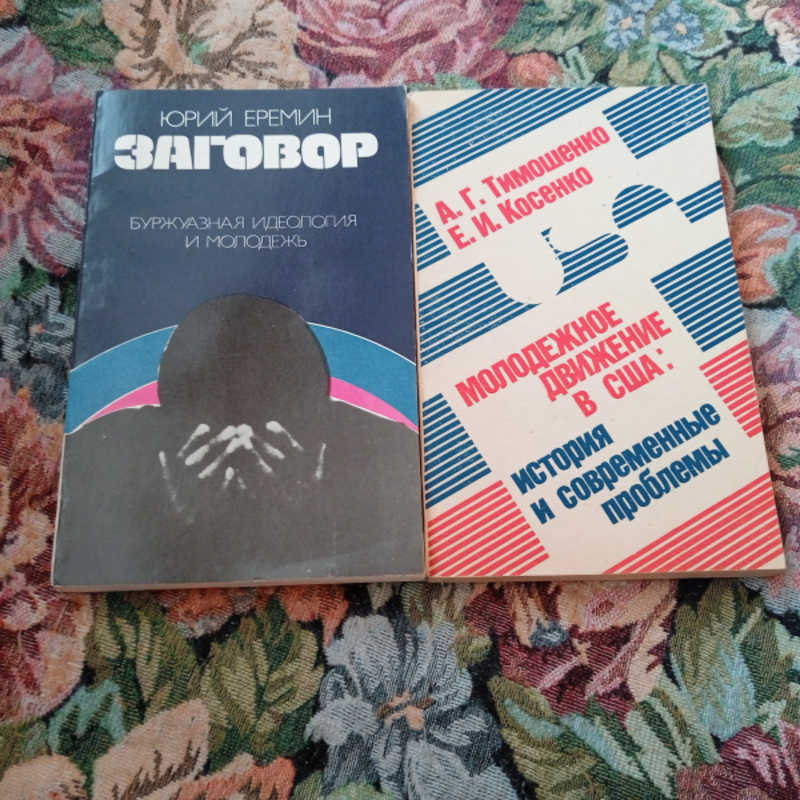 ЮРИЙ ЕРЕМИН
ЗАГОВОР
БУРЖУАЗНАЯ ИДЕОЛОГИЯ
И МОЛОДЕЖЬ
А. Г. Тимошенко
Е. И. Косенко
МОЛОДЕЖНОЕ
ДВИЖЕНИЕ
В США:
история
и современные
проблемы